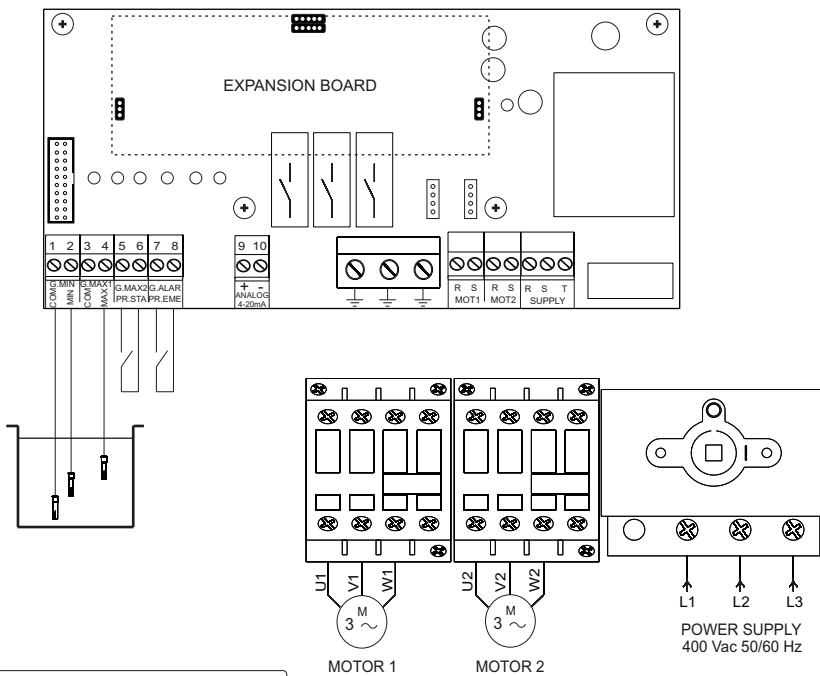 EXPANSION BOARD
1 2 3 4 5 6 7 8
9 10
COM
G.MIN
MIN
COM
G.MAX1
MAX1
G.MAX2
PR.STA
G.ALAR
PR.EME
+ -
ANALOG
4-20mA
R S
MOT1
R S
MOT2
R S T
SUPPLY
U1
V1
W1
M
3 ~
MOTOR 1
U2
V2
W2
M
3 ~
MOTOR 2
L1
L2
L3
POWER SUPPLY
400 Vac 50/60 Hz